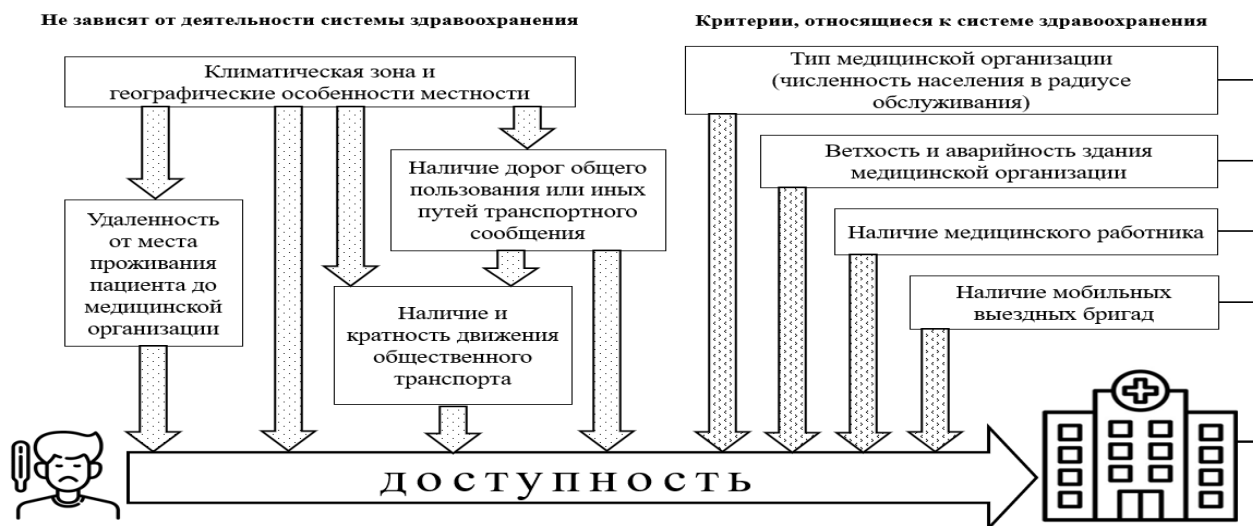 Не зависят от деятельности системы здравоохранения
Климатическая зона и
географические особенности местности
Удаленность
от места
проживания
пациента до
медицинской
организации
Наличие дорог общего
пользования или иных
путей транспортного
сообщения
Наличие и
кратность движения
общественного
транспорта
Критерии, относящиеся к системе здравоохранения
Тип медицинской организации
(численность населения в радиусе
обслуживания)
Ветхость и аварийность здания
медицинской организации
Наличие медицинского работника
Наличие мобильных
выездных бригад
ДОСТУПНОСТЬ